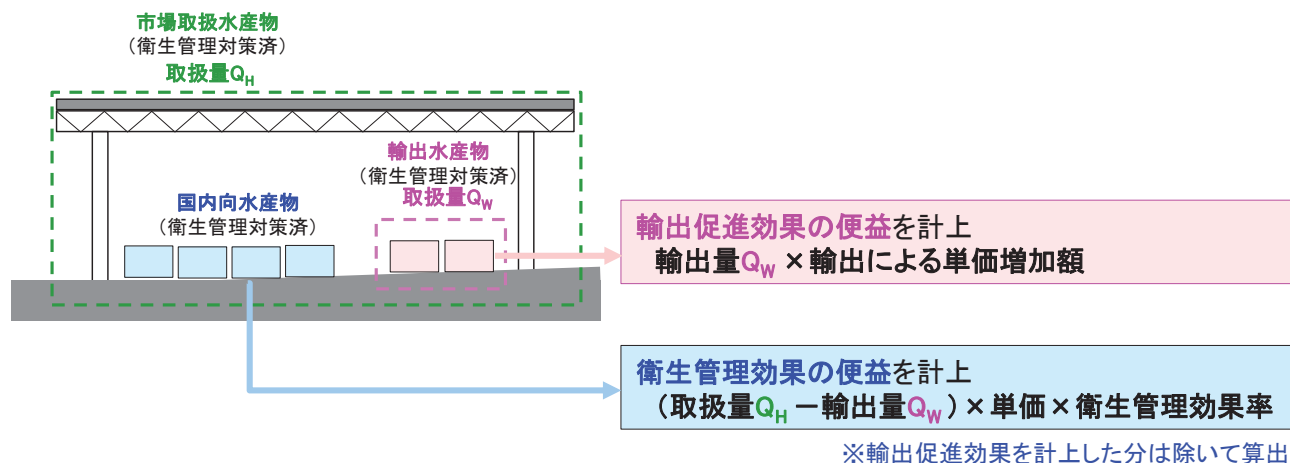 市場取扱水産物
(衛生管理対策済)
取扱量QH
輸出水産物
(衛生管理対策済)
取扱量QW
国内向水産物
(衛生管理対策済)
輸出促進効果の便益を計上
輸出量QW×輸出による単価増加額
衛生管理効果の便益を計上
(取扱量QH-輸出量QW)×単価×衛生管理効果率
※輸出促進効果を計上した分は除いて算出